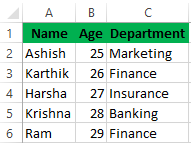 A B C
1 Name Age Department
2 Ashish 25 Marketing
3 Karthik 26 Finance
4 Harsha 27 Insurance
5 Krishna 28 Banking
6 Ram 29 Finance